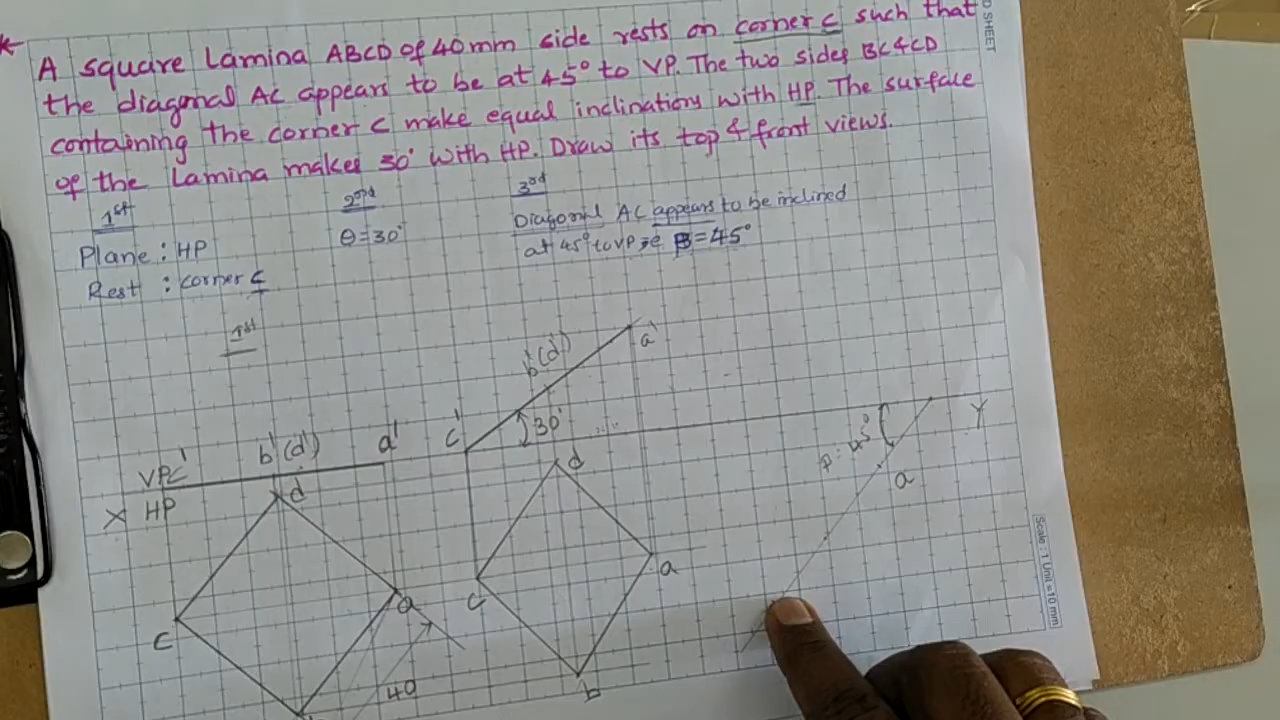 A square Lamina ABCD of 40mm side rests on corner C such that
the diagonal AC appears to be at 45° to VP. The two sides BC & CD
containing the corner C make equal inclinations with HP. The surface
of the Lamina makes 30° with HP. Draw its top & front views.
1st
2nd
3rd
Plane : HP
θ = 30°
Diagonal AC appears to be inclined
Rest : corner C
at 45° to VP ie β = 45°
1st
b'(d')
a'
c'
30°
VP c'
b'(d')
a'
X HP
Y
β = 45°
a
d
d
a
a
c
c
40
b
D SHEET
Scale : 1 Unit = 10 mm